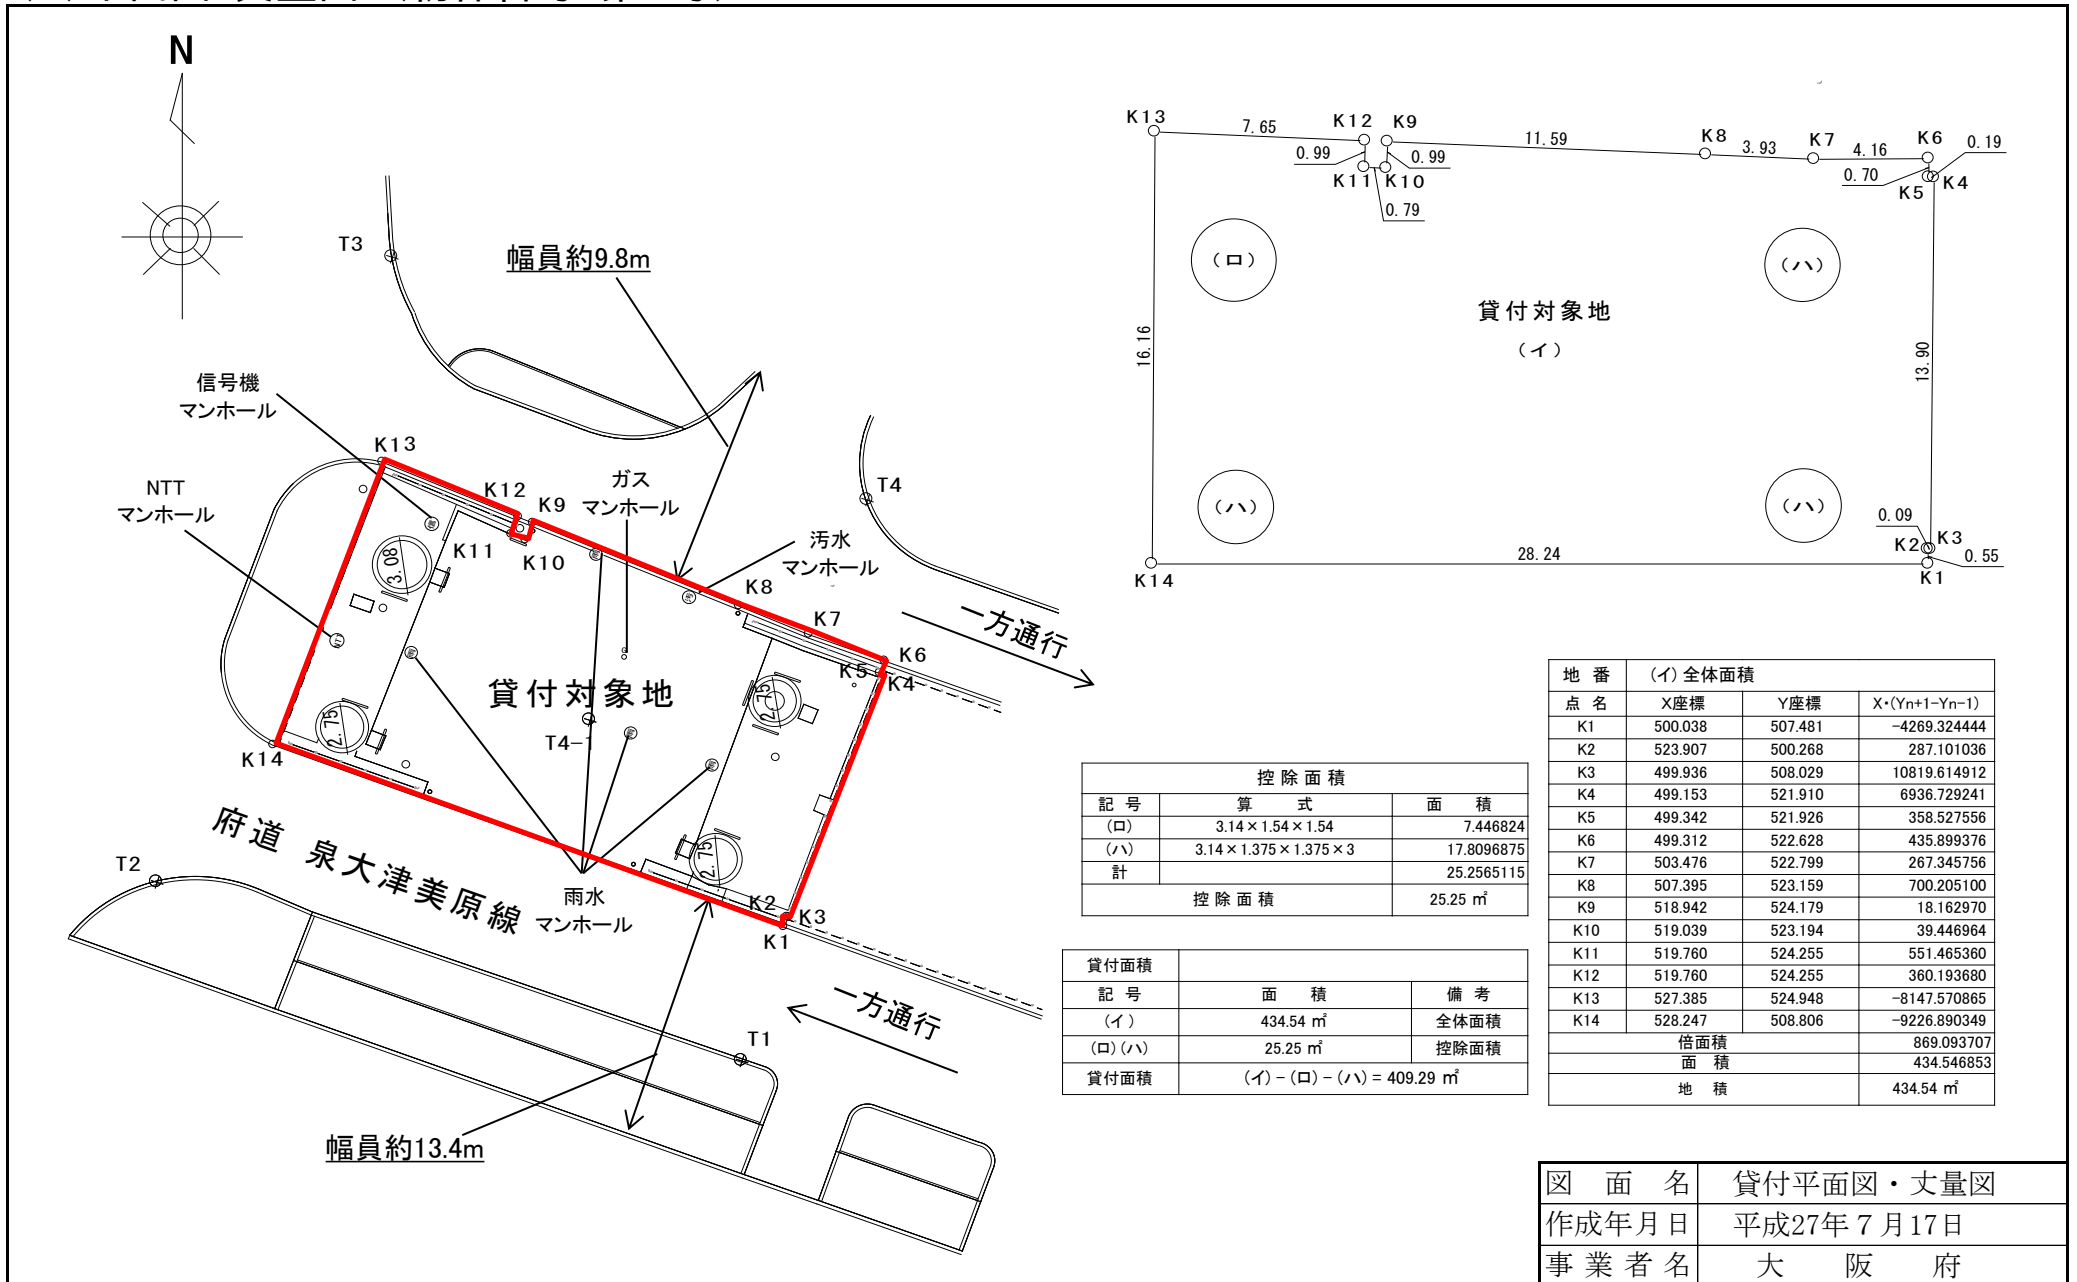 N
T3
幅員約9.8m
信号機
マンホール
K13
NTT
マンホール
K12
K9
ガス
マンホール
T4
K11
K10
汚水
マンホール
3.08
K8
K7
一方通行
K6
K5
K4
貸付対象地
2.75
2.75
T4-1
K14
2.75
府道 泉大津美原線
T2
雨水
マンホール
K2
K3
K1
一方通行
T1
幅員約13.4m
K13
7.65
K12
K9
11.59
K8
3.93
K7
4.16
K6
0.19
0.99
0.99
K11
K10
0.79
0.70
K5
K4
(ロ)
(ハ)
貸付対象地
(イ)
16.16
13.90
(ハ)
(ハ)
0.09
K2
K3
0.55
28.24
K14
K1
控除面積
記号 算式 面積
(ロ) 3.14×1.54×1.54 7.446824
(ハ) 3.14×1.375×1.375×3 17.8096875
計 25.2565115
控除面積 25.25 ㎡
貸付面積
記号 面積 備考
(イ) 434.54 ㎡ 全体面積
(ロ)(ハ) 25.25 ㎡ 控除面積
貸付面積 (イ)-(ロ)-(ハ)=409.29 ㎡
地番 (イ)全体面積
点名 X座標 Y座標 X・(Yn+1-Yn-1)
K1 500.038 507.481 -4269.324444
K2 523.907 500.268 287.101036
K3 499.936 508.029 10819.614912
K4 499.153 521.910 6936.729241
K5 499.342 521.926 358.527556
K6 499.312 522.628 435.899376
K7 503.476 522.799 267.345756
K8 507.395 523.159 700.205100
K9 518.942 524.179 18.162970
K10 519.039 523.194 39.446964
K11 519.760 524.255 551.465360
K12 519.760 524.255 360.193680
K13 527.385 524.948 -8147.570865
K14 528.247 508.806 -9226.890349
倍面積 869.093707
面積 434.546853
地積 434.54 ㎡
図面名 貸付平面図・丈量図
作成年月日 平成27年7月17日
事業者名 大阪府